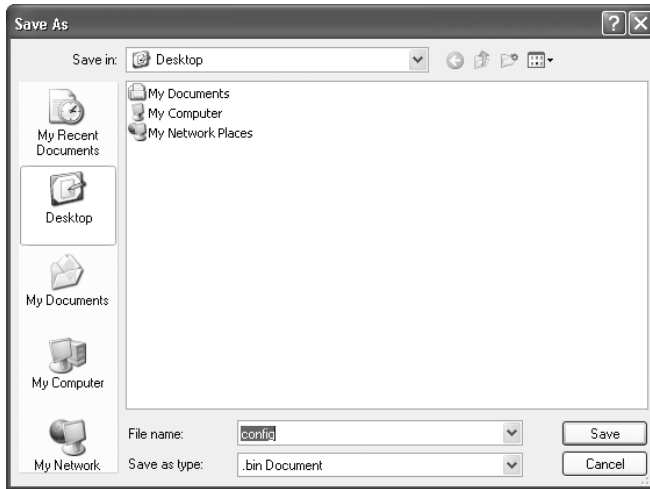 Save As
Save in: Desktop
My Documents
My Computer
My Network Places
My Recent
Documents
Desktop
My Documents
My Computer
My Network
File name: config Save
Save as type: .bin Document Cancel